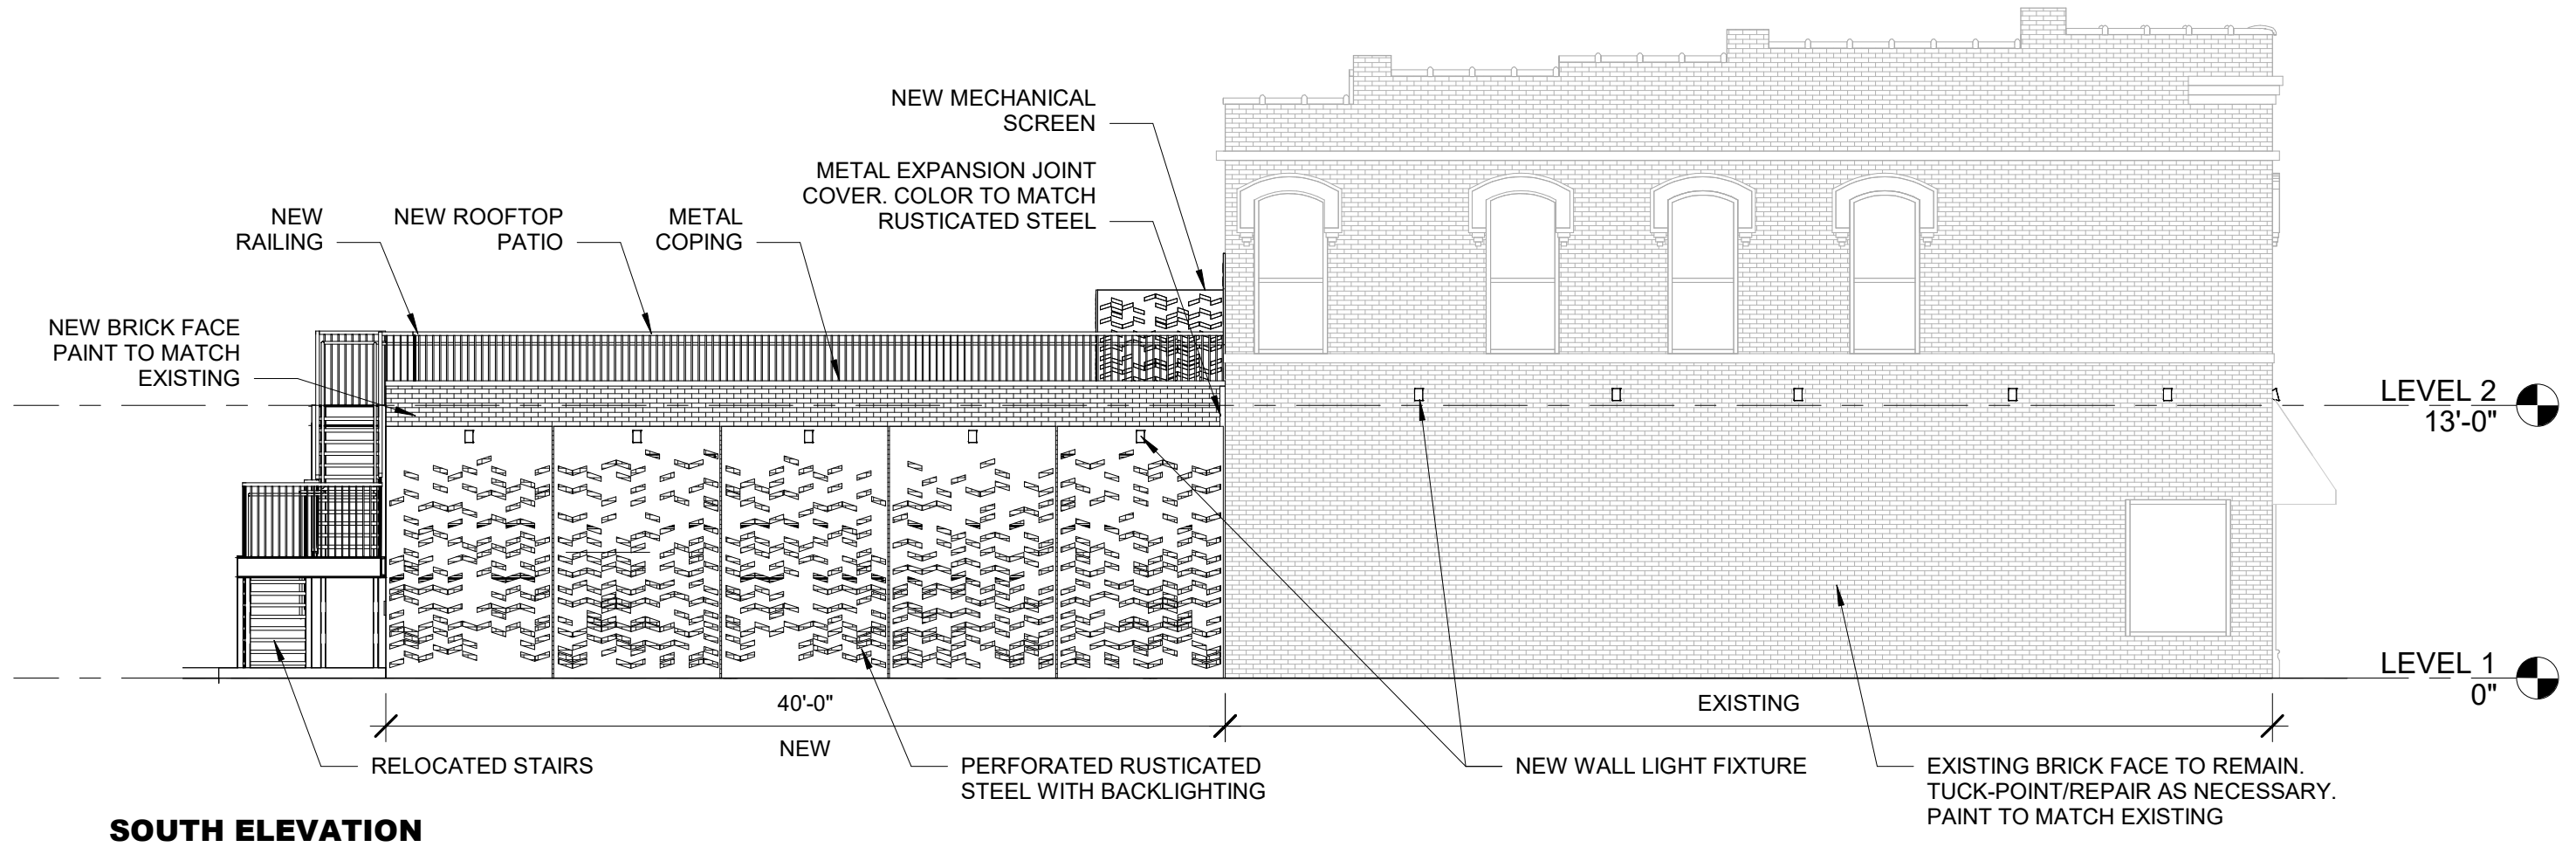 NEW MECHANICAL
SCREEN
METAL EXPANSION JOINT
COVER. COLOR TO MATCH
RUSTICATED STEEL
NEW
RAILING
NEW ROOFTOP
PATIO
METAL
COPING
NEW BRICK FACE
PAINT TO MATCH
EXISTING
LEVEL 2
13'-0"
LEVEL 1
0"
40'-0"
NEW
EXISTING
RELOCATED STAIRS
PERFORATED RUSTICATED
STEEL WITH BACKLIGHTING
NEW WALL LIGHT FIXTURE
EXISTING BRICK FACE TO REMAIN.
TUCK-POINT/REPAIR AS NECESSARY.
PAINT TO MATCH EXISTING
SOUTH ELEVATION